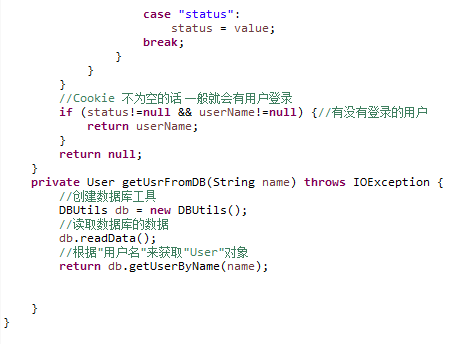 case "status":
status = value;
break;
}
}
}
//Cookie 不为空的话 一般就会有用户登录
if (status!=null && userName!=null) {//有没有登录的用户
return userName;
}
return null;
}
private User getUsrFromDB(String name) throws IOException {
//创建数据库工具
DBUtils db = new DBUtils();
//读取数据库的数据
db.readData();
//根据"用户名"来获取"User"对象
return db.getUserByName(name);
}
}